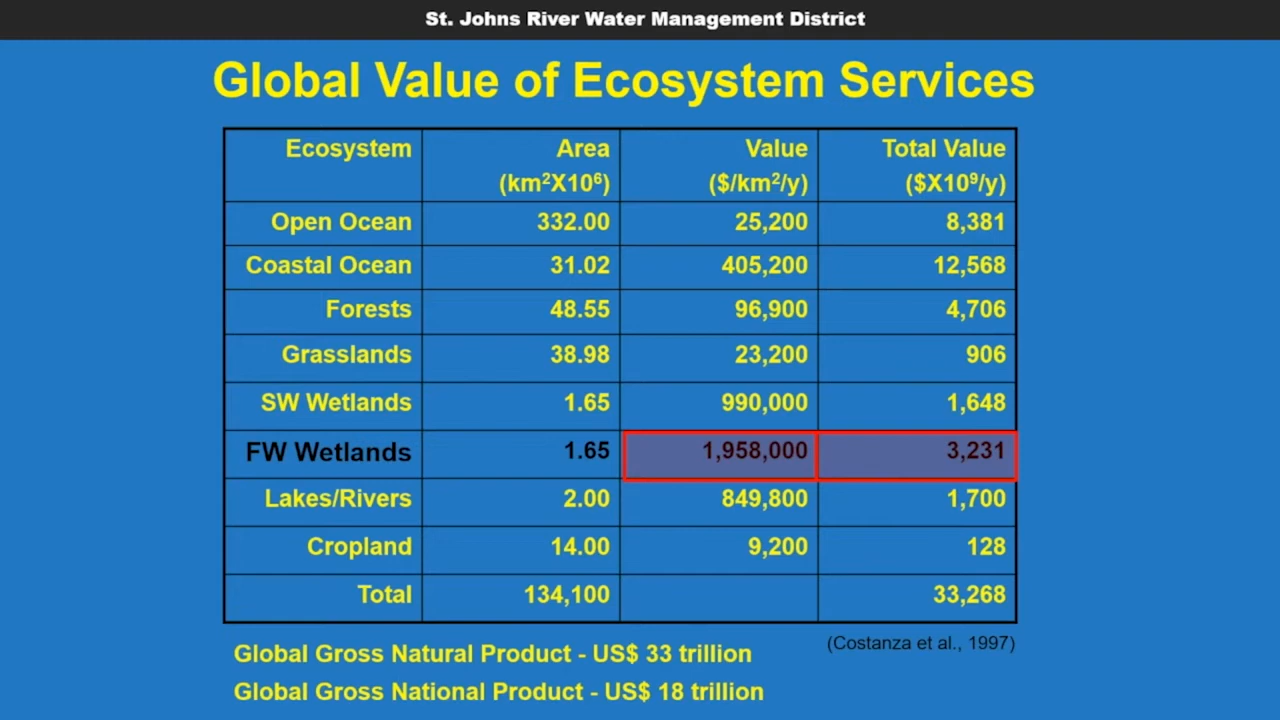 St. Johns River Water Management District
Global Value of Ecosystem Services
Ecosystem Area Value Total Value
(km²X10⁶) ($/km²/y) ($X10⁹/y)
Open Ocean 332.00 25,200 8,381
Coastal Ocean 31.02 405,200 12,568
Forests 48.55 96,900 4,706
Grasslands 38.98 23,200 906
SW Wetlands 1.65 990,000 1,648
FW Wetlands 1.65 1,958,000 3,231
Lakes/Rivers 2.00 849,800 1,700
Cropland 14.00 9,200 128
Total 134,100 33,268
(Costanza et al., 1997)
Global Gross Natural Product - US$ 33 trillion
Global Gross National Product - US$ 18 trillion